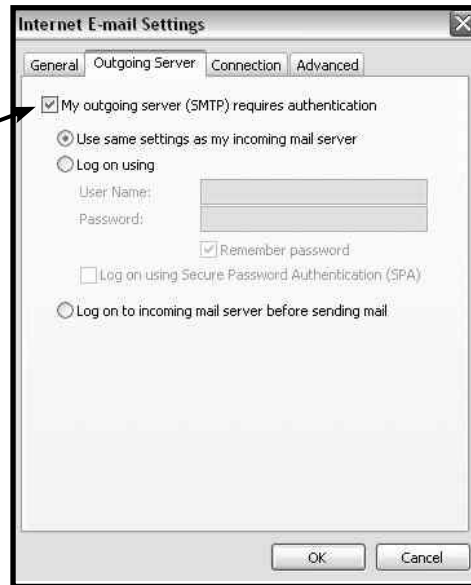 Internet E-mail Settings
General Outgoing Server Connection Advanced
My outgoing server (SMTP) requires authentication
Use same settings as my incoming mail server
Log on using
User Name:
Password:
Remember password
Log on using Secure Password Authentication (SPA)
Log on to incoming mail server before sending mail
OK Cancel